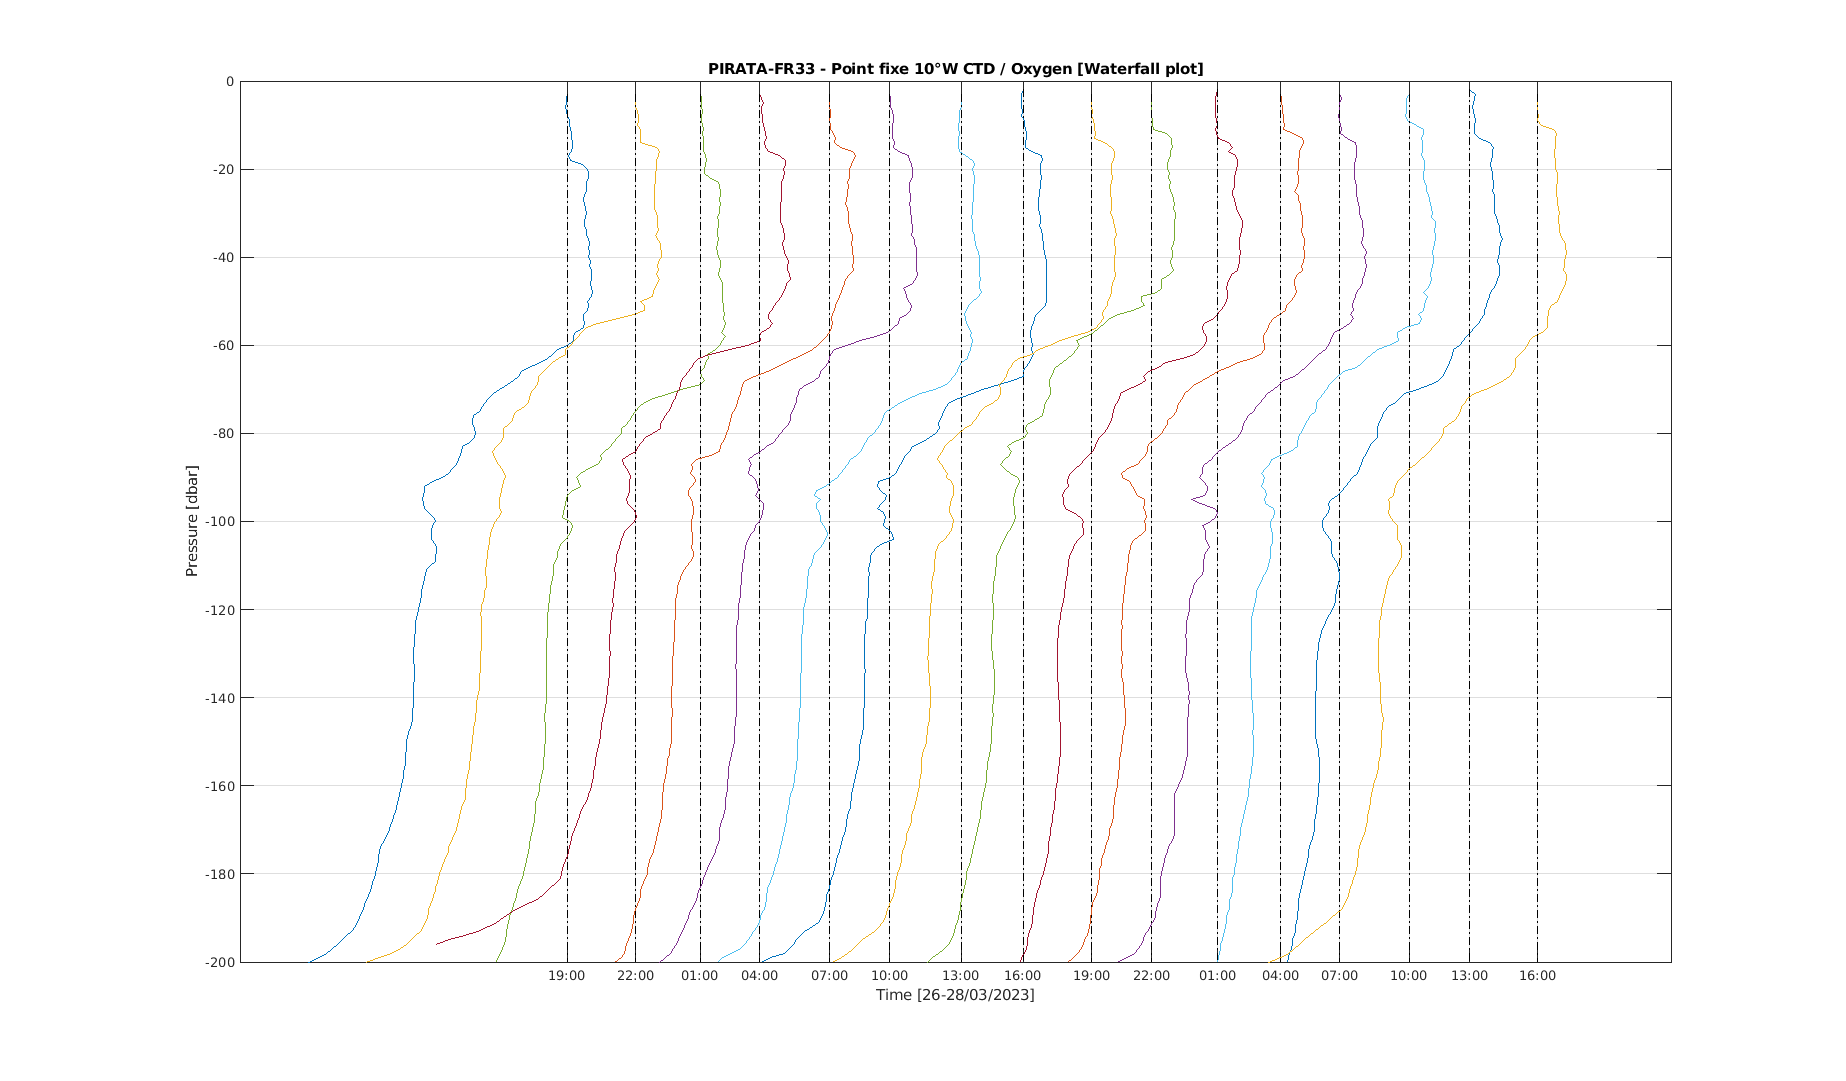 PIRATA-FR33 - Point fixe 10°W CTD / Oxygen [Waterfall plot]
0
-20
-40
-60
-80
-100
-120
-140
-160
-180
-200
Pressure [dbar]
19:00 22:00 01:00 04:00 07:00 10:00 13:00 16:00 19:00 22:00 01:00 04:00 07:00 10:00 13:00 16:00
Time [26-28/03/2023]